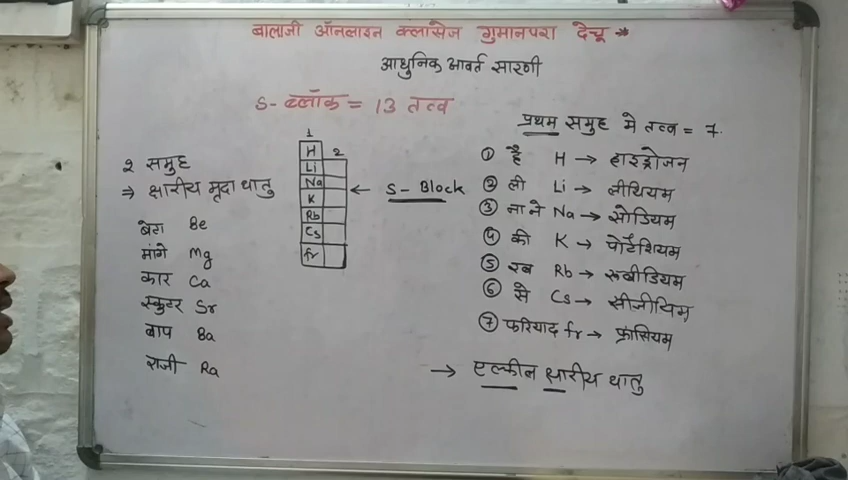 बालाजी ऑनलाइन क्लासेज गुमानपुरा देचू *
आधुनिक आवर्त सारणी
S-ब्लॉक = 13 तत्व
प्रथम समुह मे तत्व = 7.
① है H → हाइड्रोजन
② ली Li → लीथियम
③ ना ने Na → सोडियम
④ की K → पोटैशियम
⑤ रब Rb → रूबीडियम
⑥ से Cs → सीजीयिम
⑦ फरियाद fr → फ्रांसियम
→ एल्कील क्षारीय धातु
1
2
H
Li
Na
K
Rb
Cs
fr
← S-Block
2 समुह
⇒ क्षारीय मृदा धातु
बेटा Be
मांगे Mg
कार Ca
स्कुटर Sr
बाप Ba
राजी Ra